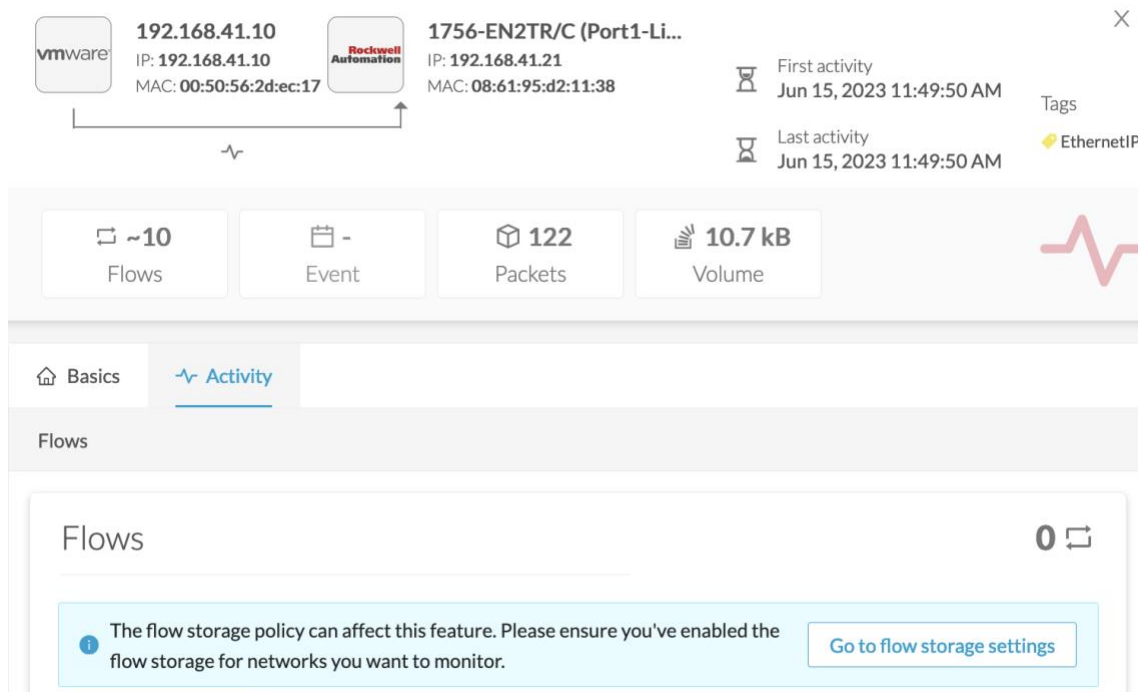 vmware
192.168.41.10
IP: 192.168.41.10
MAC: 00:50:56:2d:ec:17
Rockwell
Automation
1756-EN2TR/C (Port1-Li...
IP: 192.168.41.21
MAC: 08:61:95:d2:11:38
First activity
Jun 15, 2023 11:49:50 AM
Last activity
Jun 15, 2023 11:49:50 AM
Tags
EthernetIP
~10
Flows
-
Event
122
Packets
10.7 kB
Volume
Basics
Activity
Flows
Flows
0
The flow storage policy can affect this feature. Please ensure you've enabled the
flow storage for networks you want to monitor.
Go to flow storage settings